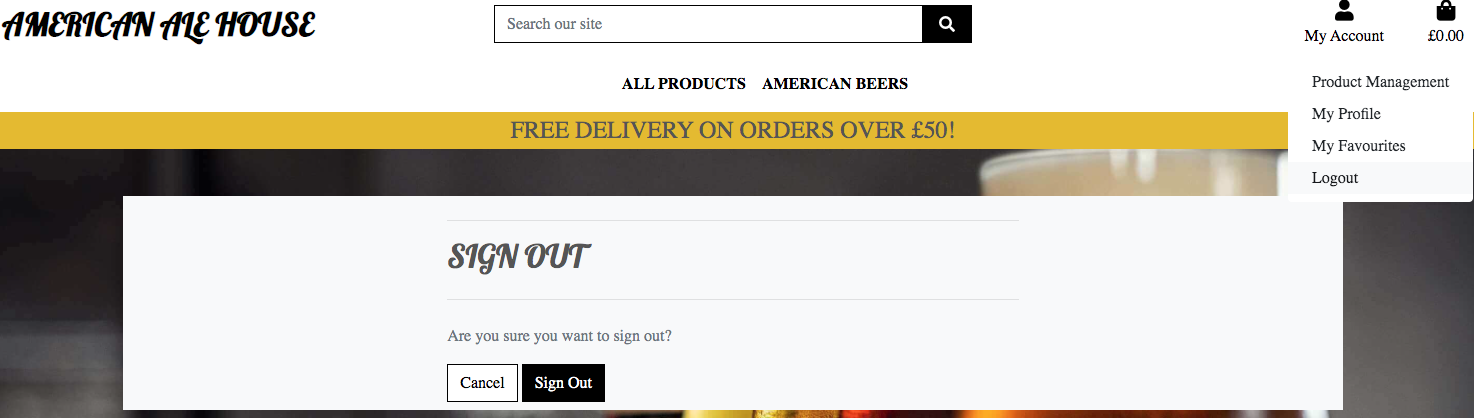 AMERICAN ALE HOUSE
Search our site
My Account
£0.00
ALL PRODUCTS AMERICAN BEERS
Product Management
My Profile
My Favourites
Logout
FREE DELIVERY ON ORDERS OVER £50!
SIGN OUT
Are you sure you want to sign out?
Cancel Sign Out